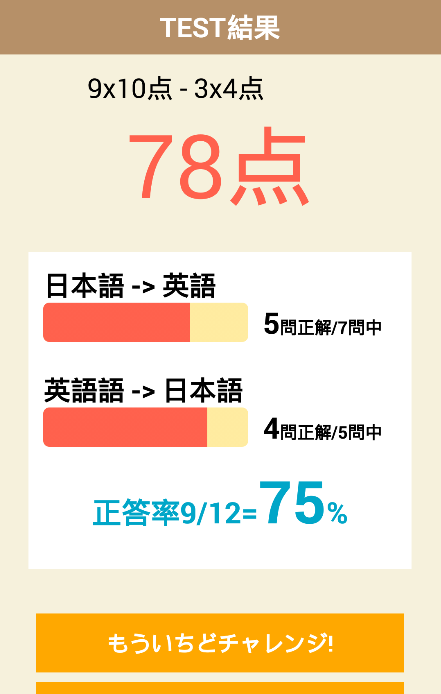 TEST結果
9x10点 - 3x4点
78点
日本語 -> 英語
5問正解/7問中
英語語 -> 日本語
4問正解/5問中
正答率9/12=75%
もういちどチャレンジ!